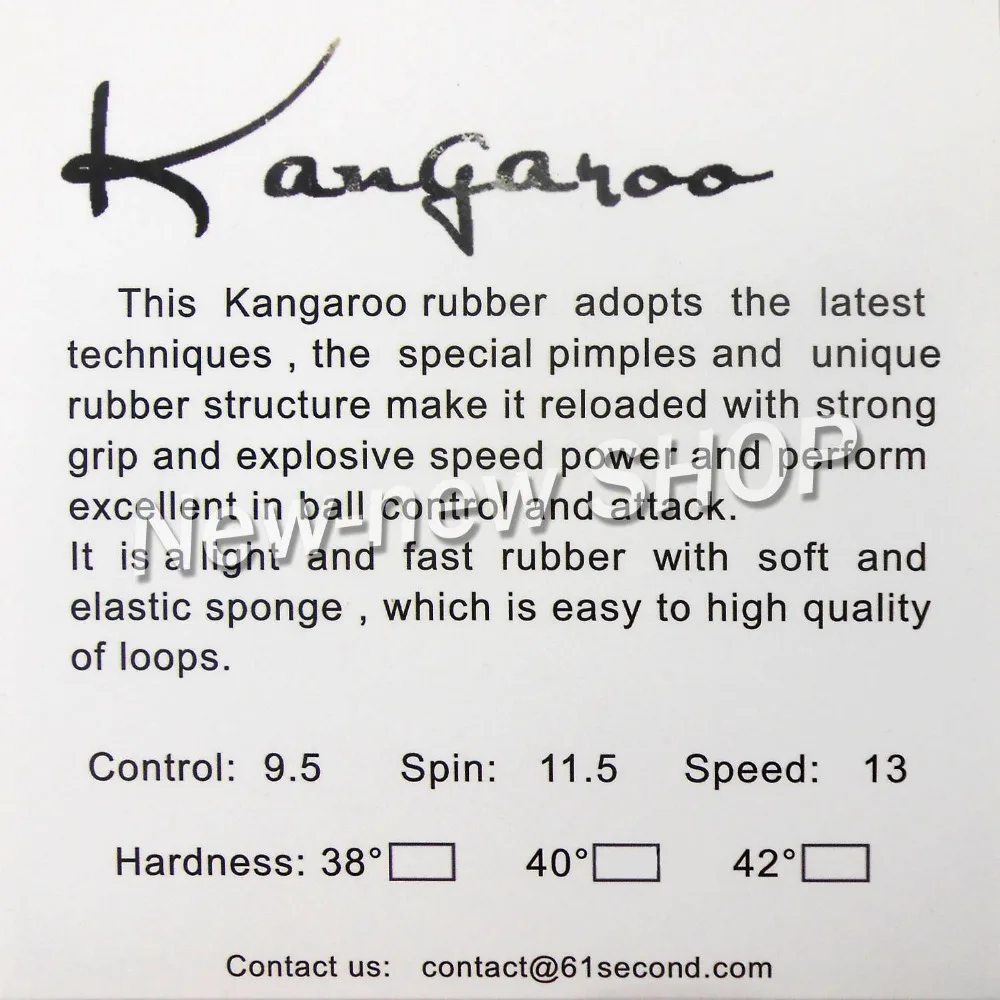 Kangaroo
This Kangaroo rubber adopts the latest
techniques , the special pimples and unique
rubber structure make it reloaded with strong
grip and explosive speed power and perform
excellent in ball control and attack.
It is a light and fast rubber with soft and
elastic sponge , which is easy to high quality
of loops.
New-new SHOP
Control: 9.5 Spin: 11.5 Speed: 13
Hardness: 38° 40° 42°
Contact us: contact@61second.com